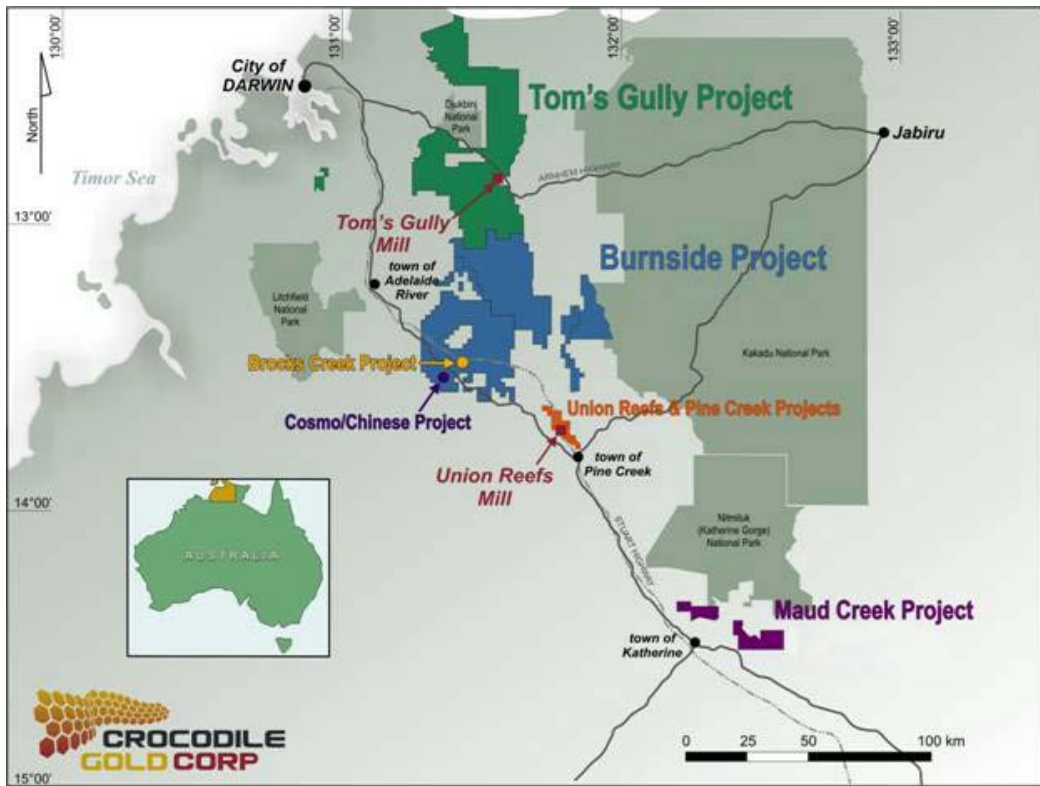 130°00'
131°00'
132°00'
133°00'
North
City of
DARWIN
Djukbinj
National
Park
Tom's Gully Project
Jabiru
ARNHEM HIGHWAY
Timor Sea
13°00'
Tom's Gully
Mill
Burnside Project
town of
Adelaide
River
Litchfield
National
Park
Kakadu National Park
Brocks Creek Project
Cosmo/Chinese Project
Union Reefs & Pine Creek Projects
town of
Pine Creek
Union Reefs
Mill
14°00'
STUART HIGHWAY
Nitmiluk
(Katherine Gorge)
National Park
AUSTRALIA
Maud Creek Project
town of
Katherine
CROCODILE
GOLD CORP
0 25 50 100 km
15°00'